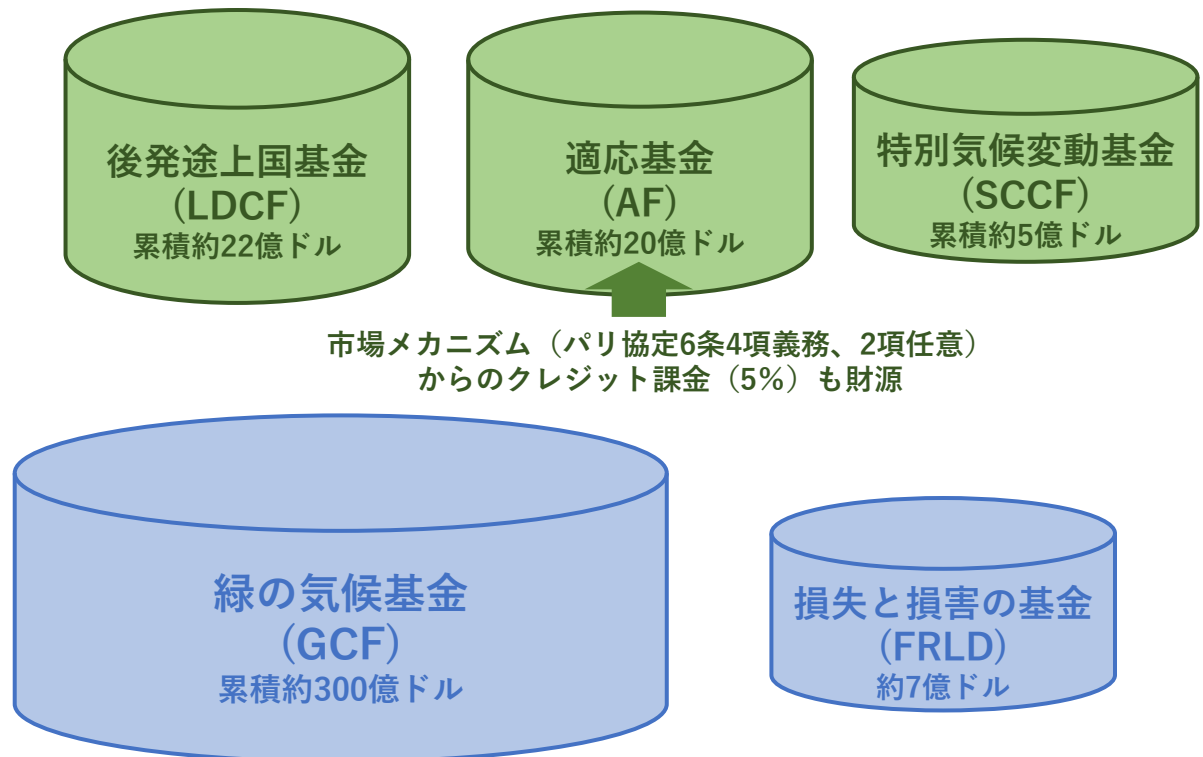 後発途上国基金
(LDCF)
累積約22億ドル
適応基金
(AF)
累積約20億ドル
特別気候変動基金
(SCCF)
累積約5億ドル
市場メカニズム（パリ協定6条4項義務、2項任意）
からのクレジット課金（5％）も財源
緑の気候基金
(GCF)
累積約300億ドル
損失と損害の基金
(FRLD)
約7億ドル